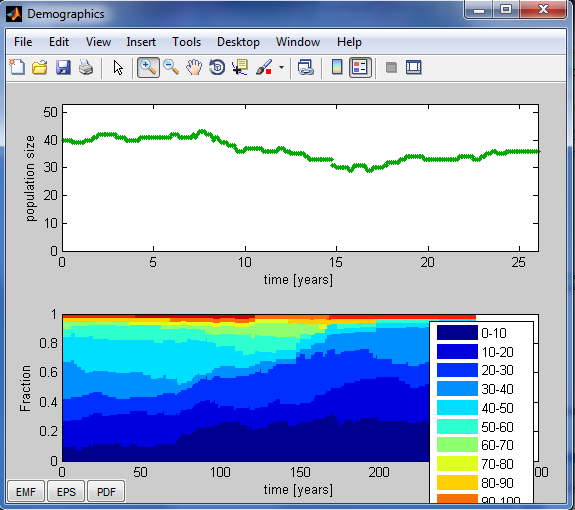 Demographics
File Edit View Insert Tools Desktop Window Help
50
40
30
20
10
0
population size
0 5 10 15 20 25
time [years]
1
0.8
0.6
0.4
0.2
0
Fraction
0 50 100 150 200
time [years]
0-10
10-20
20-30
30-40
40-50
50-60
60-70
70-80
80-90
90-100
EMF EPS PDF